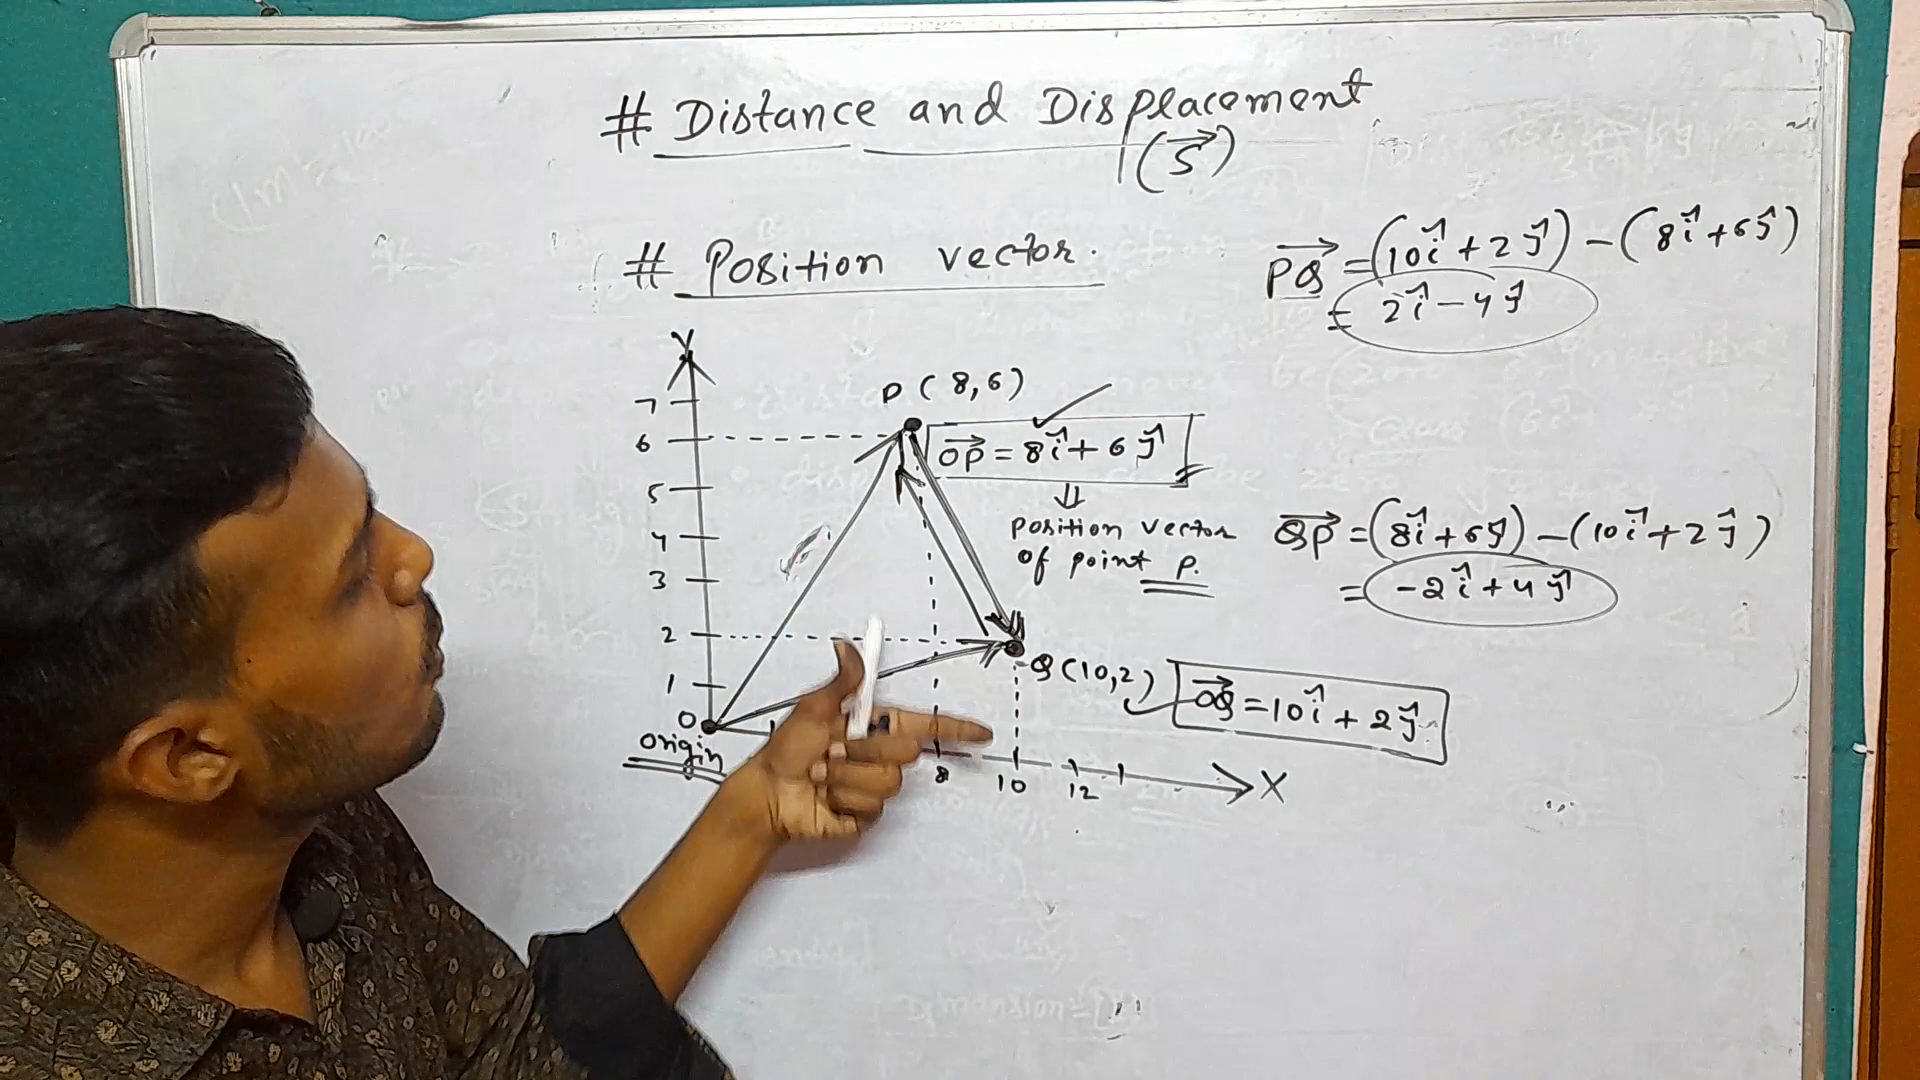 # Distance and Displacement
(S⃗)
# Position vector.
PQ⃗ = (10î + 2ĵ) - (8î + 6ĵ)
= 2î - 4ĵ
Y
P (8,6)
7
6
OP⃗ = 8î + 6ĵ
⇓
5
position vector
of point P.
QP⃗ = (8î + 6ĵ) - (10î + 2ĵ)
= -2î + 4ĵ
4
3
2
1
Q (10,2)
OQ⃗ = 10î + 2ĵ
O
origin
8
10
12
X